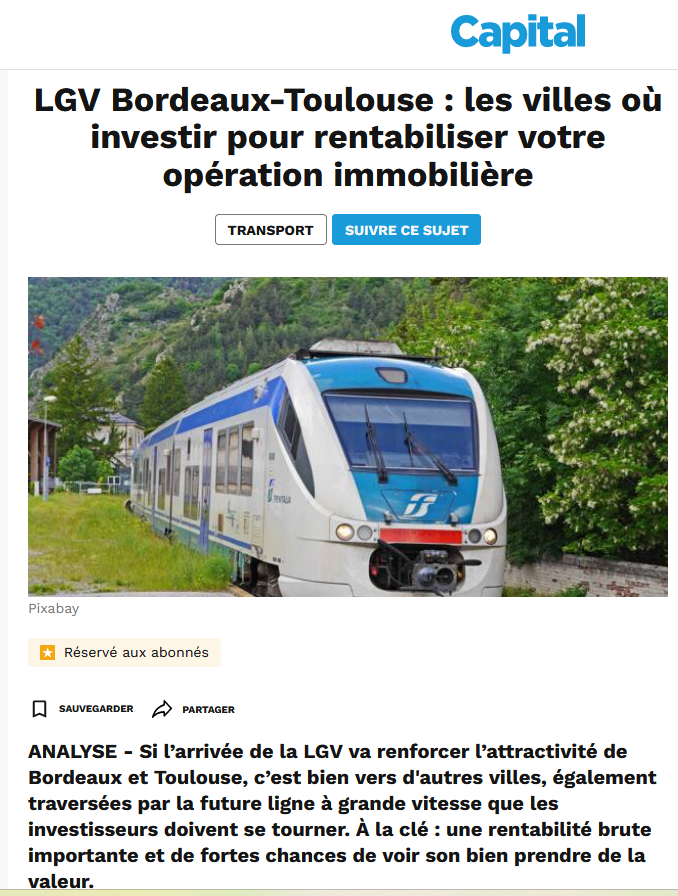 Capital
LGV Bordeaux-Toulouse : les villes où
investir pour rentabiliser votre
opération immobilière
TRANSPORT
SUIVRE CE SUJET
TRENITALIA
Pixabay
Réservé aux abonnés
SAUVEGARDER
PARTAGER
ANALYSE - Si l’arrivée de la LGV va renforcer l’attractivité de
Bordeaux et Toulouse, c’est bien vers d'autres villes, également
traversées par la future ligne à grande vitesse que les
investisseurs doivent se tourner. À la clé : une rentabilité brute
importante et de fortes chances de voir son bien prendre de la
valeur.